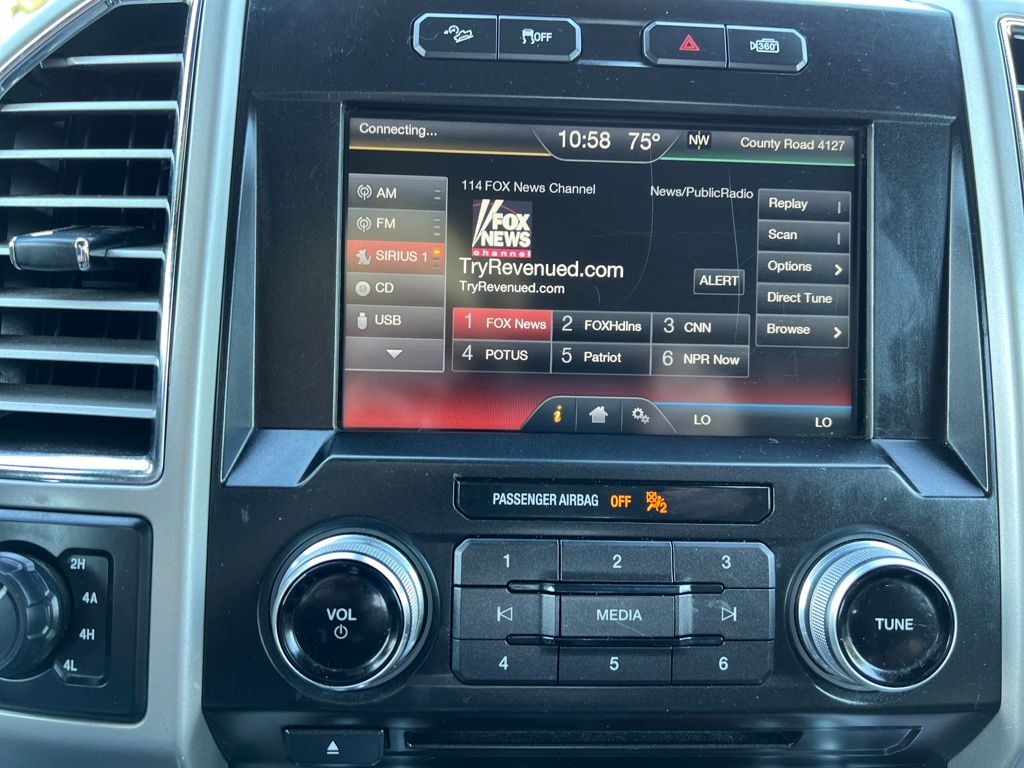 OFF
360°
Connecting...
10:58 75° NW County Road 4127
AM
FM
SIRIUS 1
CD
USB
114 FOX News Channel
News/PublicRadio
FOX
NEWS
channel
TryRevenued.com
TryRevenued.com
ALERT
Replay
Scan
Options
Direct Tune
Browse
1 FOX News 2 FOXHdlns 3 CNN
4 POTUS 5 Patriot 6 NPR Now
i
LO LO
PASSENGER AIRBAG OFF 2
2H
4A
4H
4L
VOL
1 2 3
MEDIA
4 5 6
TUNE